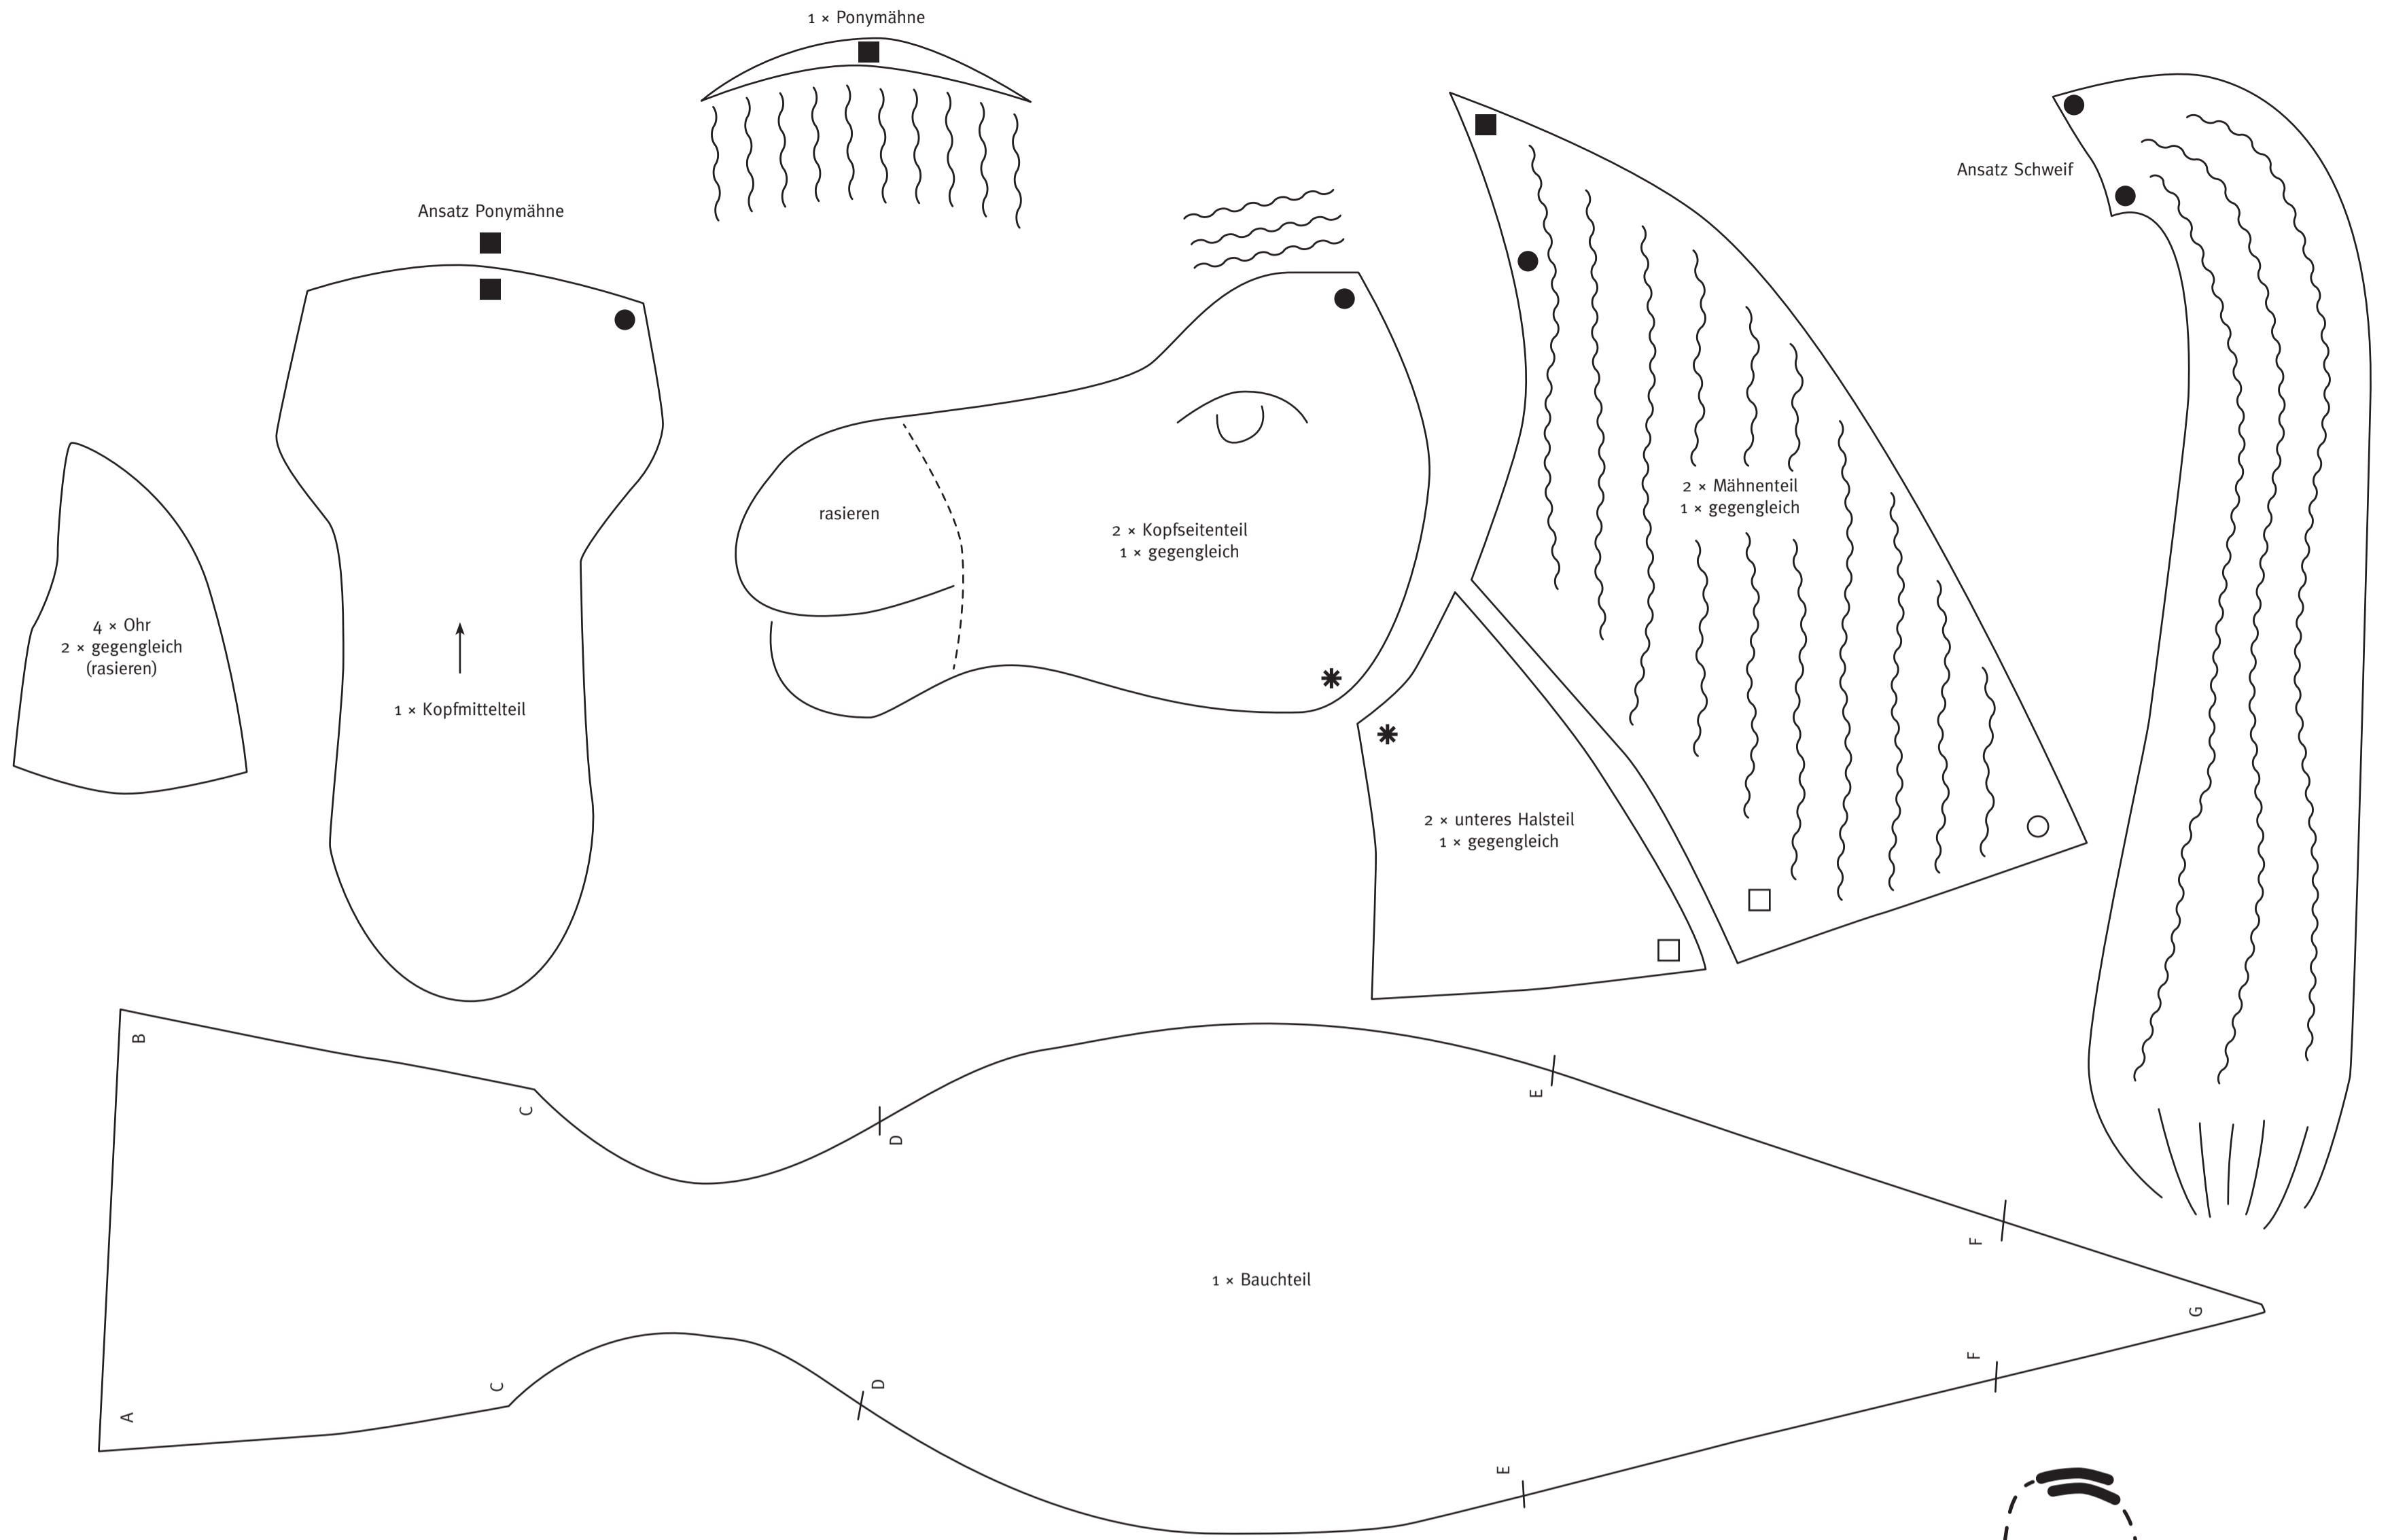 1 × Ponymähne
Ansatz Schweif
Ansatz Ponymähne
2 × Mähnenteil
1 × gegengleich
rasieren
2 × Kopfseitenteil
1 × gegengleich
4 × Ohr
2 × gegengleich
(rasieren)
1 × Kopfmittelteil
2 × unteres Halsteil
1 × gegengleich
B
C
D
E
F
1 × Bauchteil
G
A
C
D
E
F